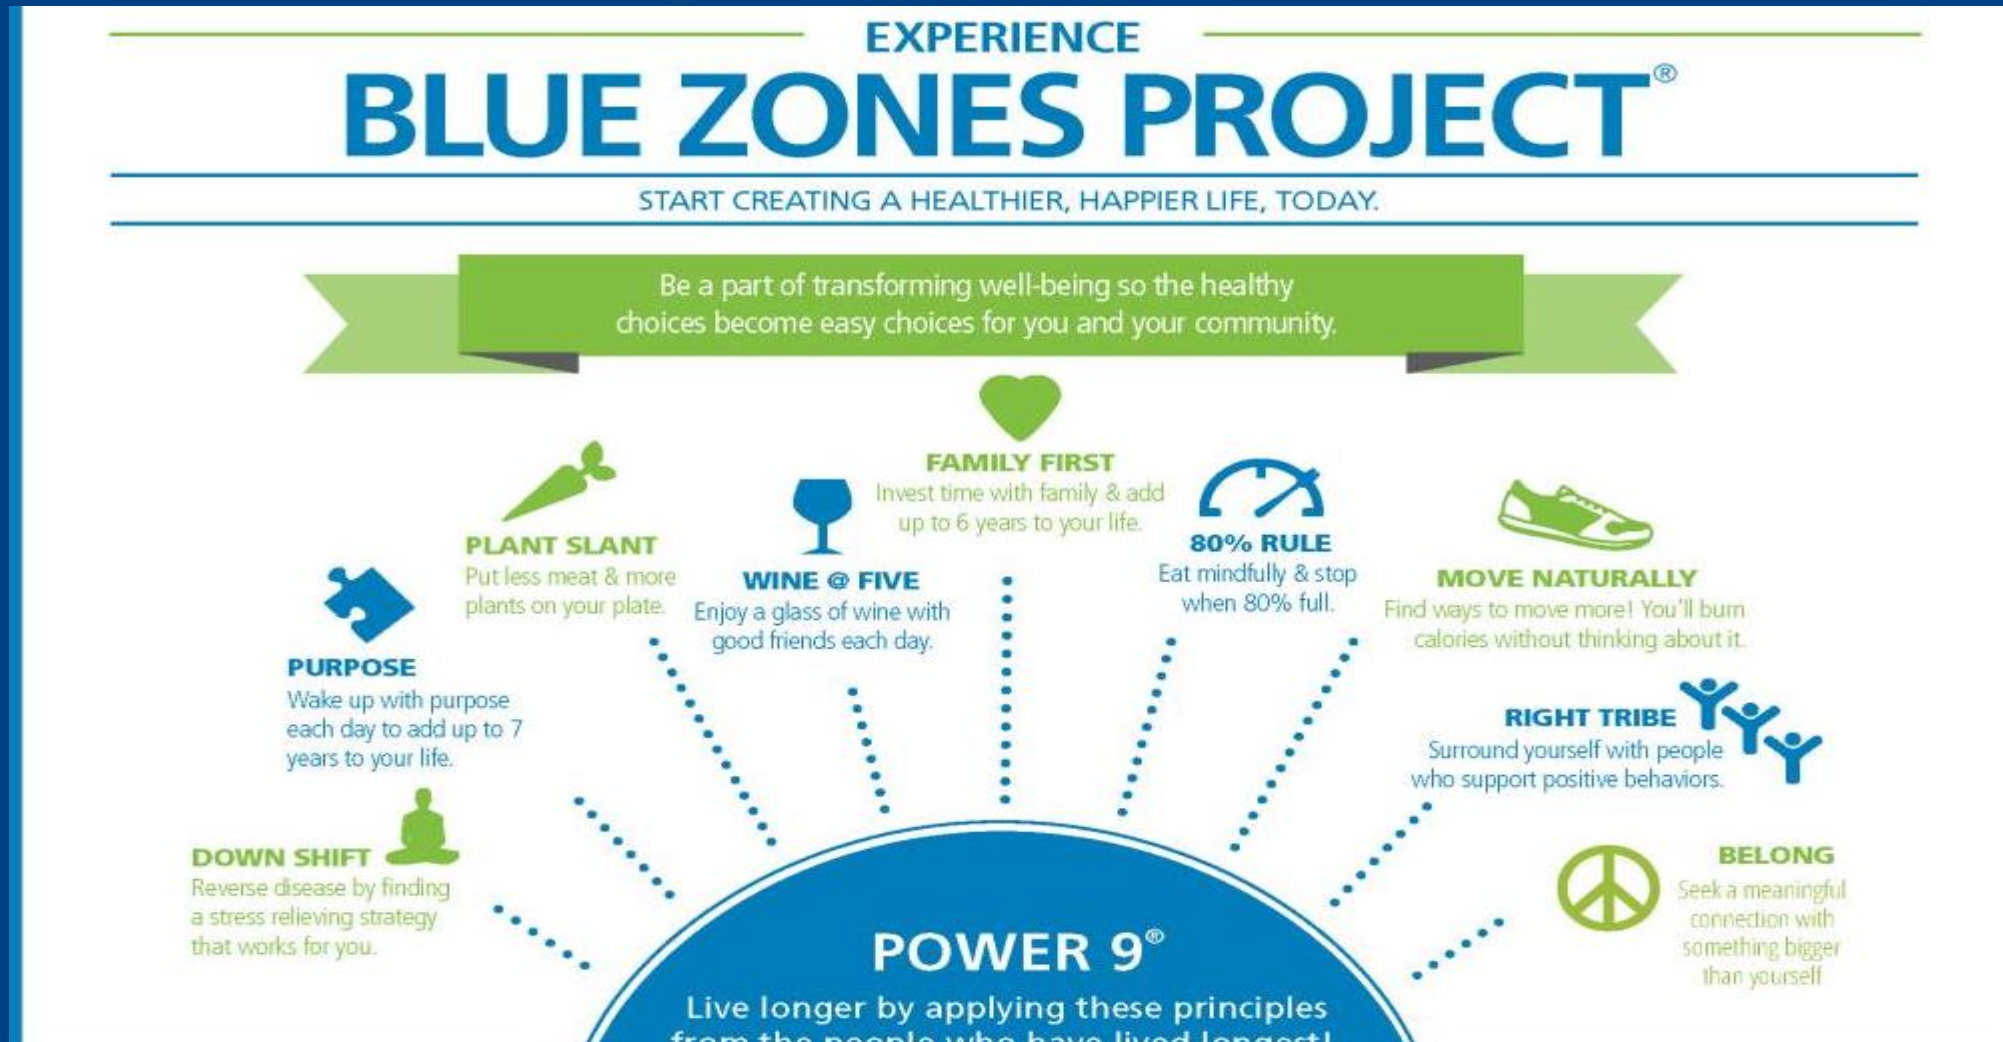 EXPERIENCE
BLUE ZONES PROJECT®
START CREATING A HEALTHIER, HAPPIER LIFE, TODAY.
Be a part of transforming well-being so the healthy
choices become easy choices for you and your community.
DOWN SHIFT
Reverse disease by finding
a stress relieving strategy
that works for you.
PURPOSE
Wake up with purpose
each day to add up to 7
years to your life.
PLANT SLANT
Put less meat & more
plants on your plate.
WINE @ FIVE
Enjoy a glass of wine with
good friends each day.
FAMILY FIRST
Invest time with family & add
up to 6 years to your life.
80% RULE
Eat mindfully & stop
when 80% full.
MOVE NATURALLY
Find ways to move more! You'll burn
calories without thinking about it.
RIGHT TRIBE
Surround yourself with people
who support positive behaviors.
BELONG
Seek a meaningful
connection with
something bigger
than yourself
POWER 9®
Live longer by applying these principles
from the people who have lived longest!